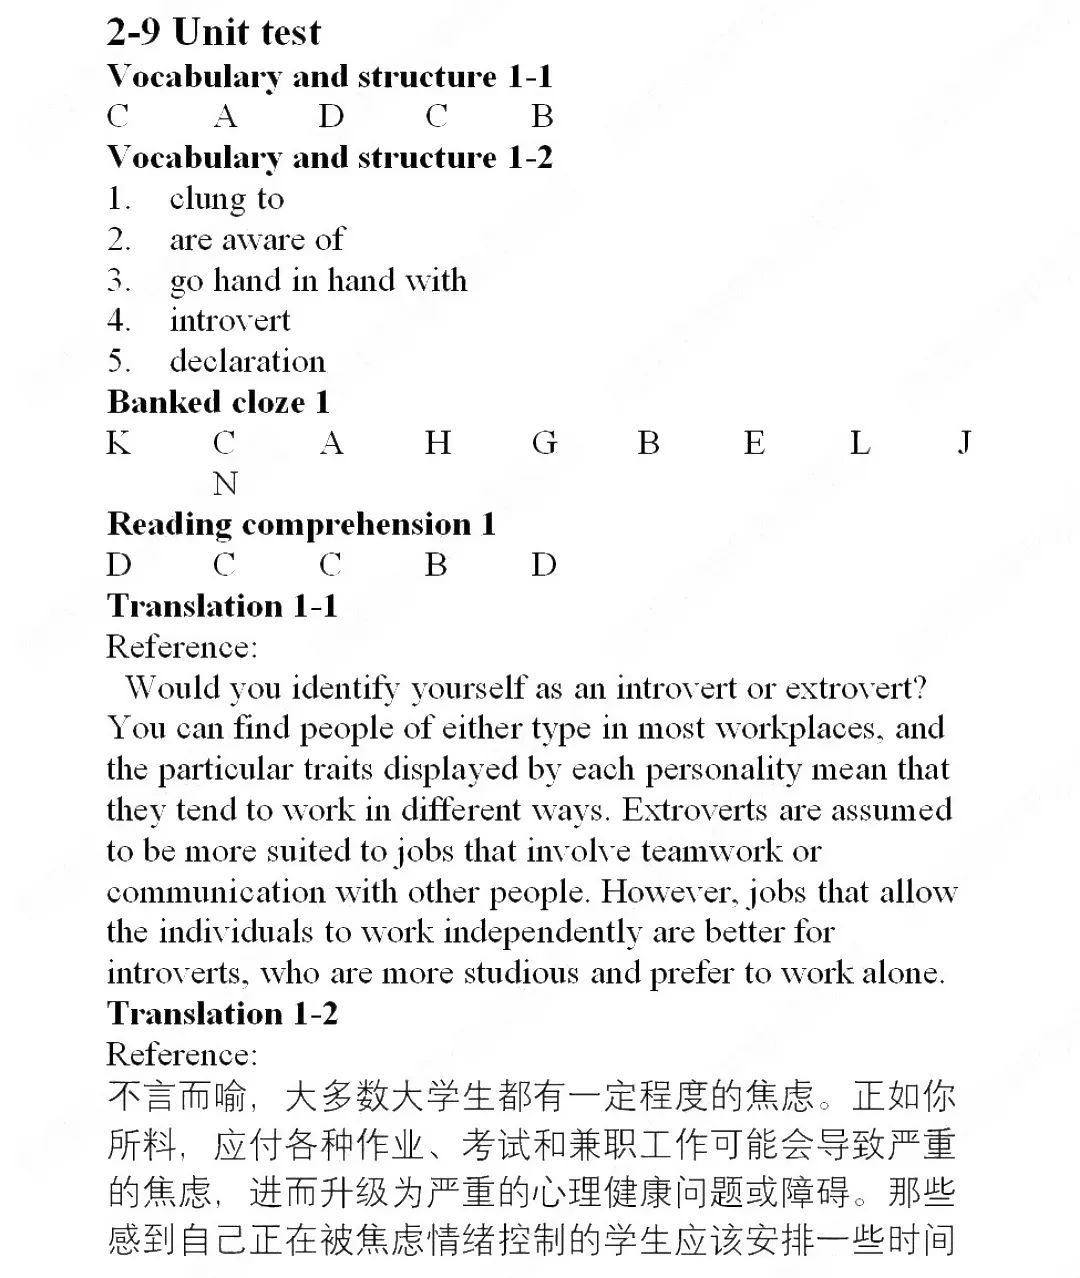 2-9 Unit test
Vocabulary and structure 1-1
C A D C B
Vocabulary and structure 1-2
1. clung to
2. are aware of
3. go hand in hand with
4. introvert
5. declaration
Banked cloze 1
K C A H G B E L J
N
Reading comprehension 1
D C C B D
Translation 1-1
Reference:
Would you identify yourself as an introvert or extrovert?
You can find people of either type in most workplaces, and
the particular traits displayed by each personality mean that
they tend to work in different ways. Extroverts are assumed
to be more suited to jobs that involve teamwork or
communication with other people. However, jobs that allow
the individuals to work independently are better for
introverts, who are more studious and prefer to work alone.
Translation 1-2
Reference:
不言而喻，大多数大学生都有一定程度的焦虑。正如你
所料，应付各种作业、考试和兼职工作可能会导致严重
的焦虑，进而升级为严重的心理健康问题或障碍。那些
感到自己正在被焦虑情绪控制的学生应该安排一些时间